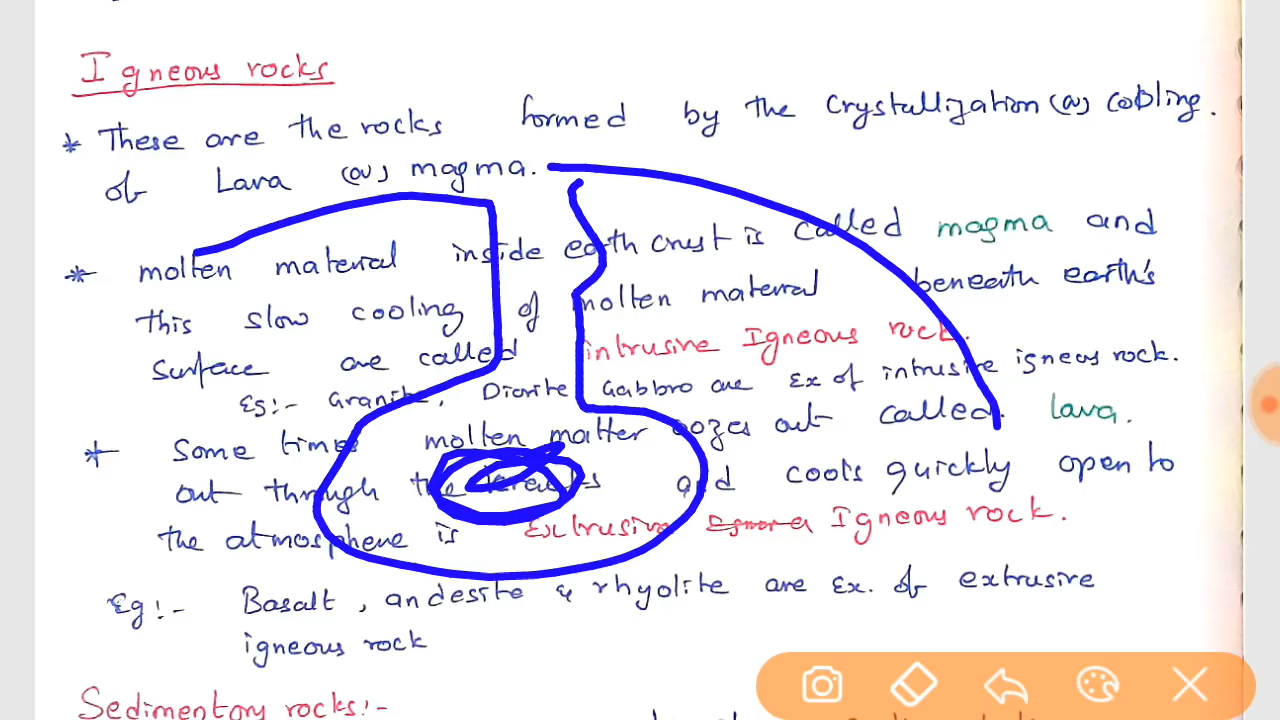 Igneous rocks
* These are the rocks formed by the crystallization (or) cooling.
of Lava (or) magma.
* molten material inside earth crust is called magma and
this slow cooling of molten material beneath earth's
surface are called intrusive Igneous rock.
Eg:- Granite, Diorite, Gabbro are Ex of intrusive igneous rock.
* Some times molten matter oozes out called lava.
out through the cracks and cools quickly open to
the atmosphere is Extrusive Igneous rock.
Eg:- Basalt, andesite & rhyolite are Ex. of extrusive
igneous rock
Sedimentary rocks:-